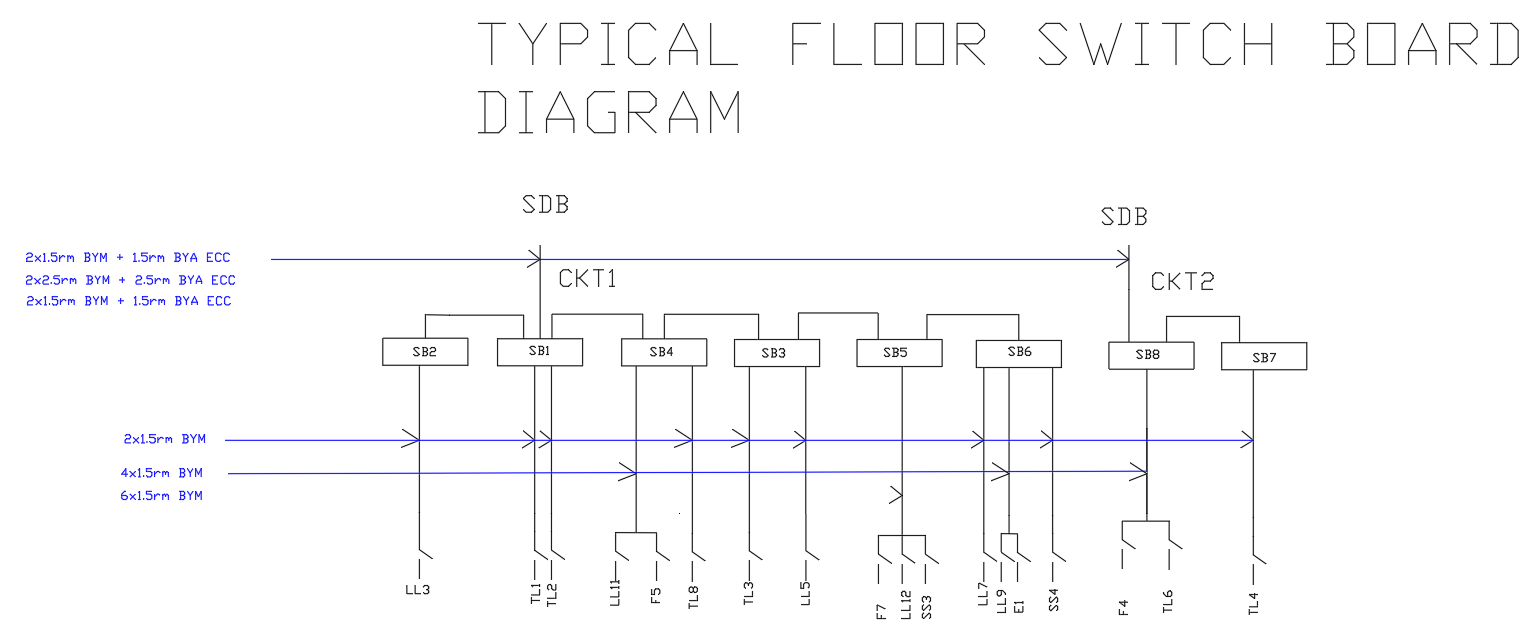 TYPICAL FLOOR SWITCH BOARD
DIAGRAM
SDB
SDB
2x1.5rm BYM + 1.5rm BYA ECC
2x2.5rm BYM + 2.5rm BYA ECC
2x1.5rm BYM + 1.5rm BYA ECC
CKT1
CKT2
SB2
SB1
SB4
SB3
SB5
SB6
SB8
SB7
2x1.5rm BYM
4x1.5rm BYM
6x1.5rm BYM
LL3
TL1
TL2
LL11
F5
TL8
TL3
LL5
F7
LL12
SS3
LL7
LL9
E1
SS4
F4
TL6
TL4